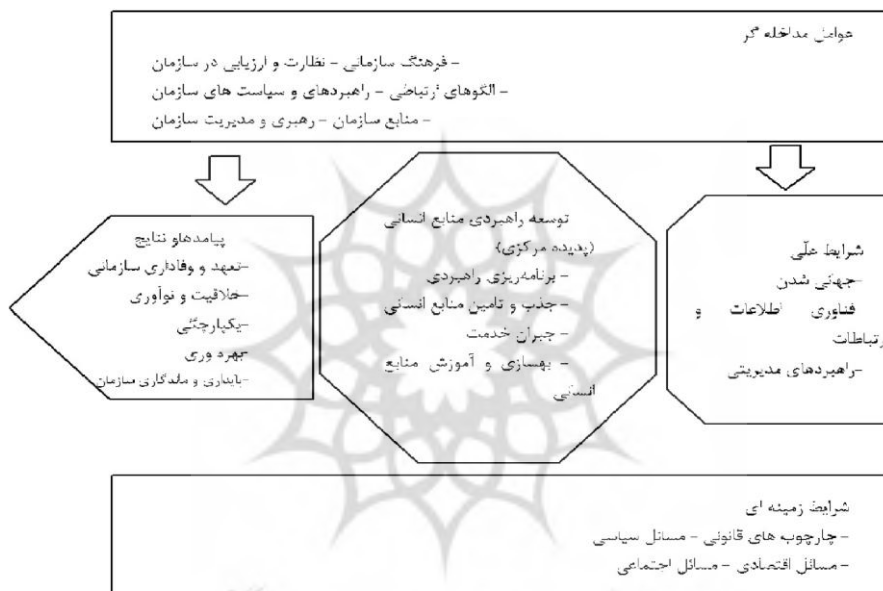 عوامل مداخله گر
- فرهنگ سازمانی - نظارت و ارزیابی در سازمان
- الگوهای ارتباطی - راهبردهای و سیاست های سازمان
- منابع سازمان - رهبری و مدیریت سازمان
شرایط علّی
-جهانی شدن
فناوری اطلاعات و
ارتباطات
-راهبردهای مدیریتی
توسعه راهبردی منابع انسانی
(پدیده مرکزی)
- برنامه‌ریزی راهبردی
- جذب و تامین منابع انسانی
- جبران خدمت
- بهسازی و آموزش منابع
انسانی
پیامدهاو نتایج
-تعهد و وفاداری سازمانی
-خلاقیت و نوآوری
-یکپارچگی
-بهره وری
-پایداری و ماندگاری سازمان
شرایط زمینه ای
- چارچوب های قانونی - مسائل سیاسی
- مسائل اقتصادی - مسائل اجتماعی